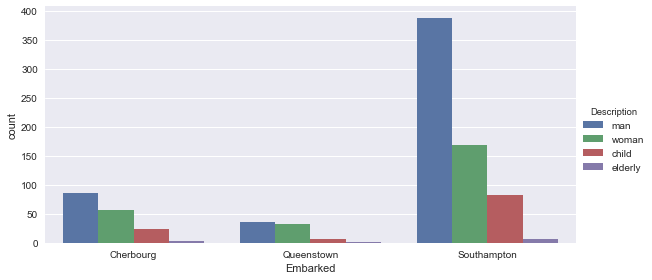 400
350
300
250
200
150
100
50
0
count
Cherbourg Queenstown Southampton
Embarked
Description
man
woman
child
elderly